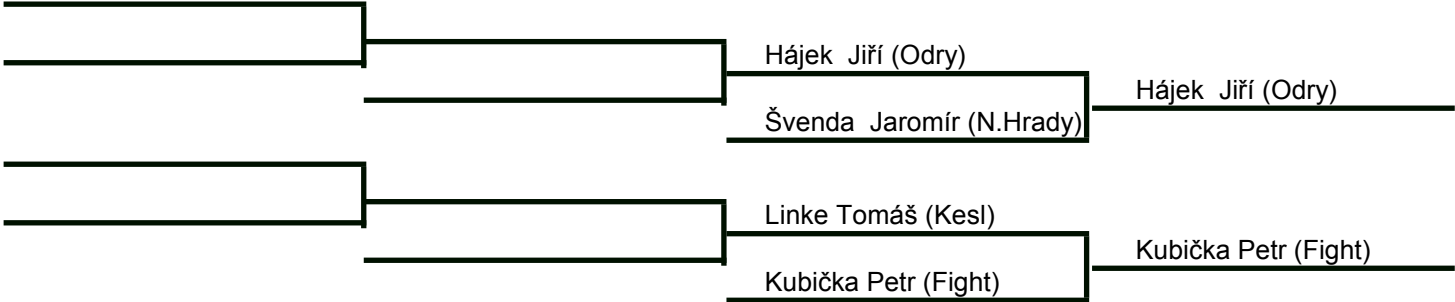 Hájek  Jiří (Odry)
Hájek  Jiří (Odry)
Švenda  Jaromír (N.Hrady)
Linke Tomáš (Kesl)
Kubička Petr (Fight)
Kubička Petr (Fight)